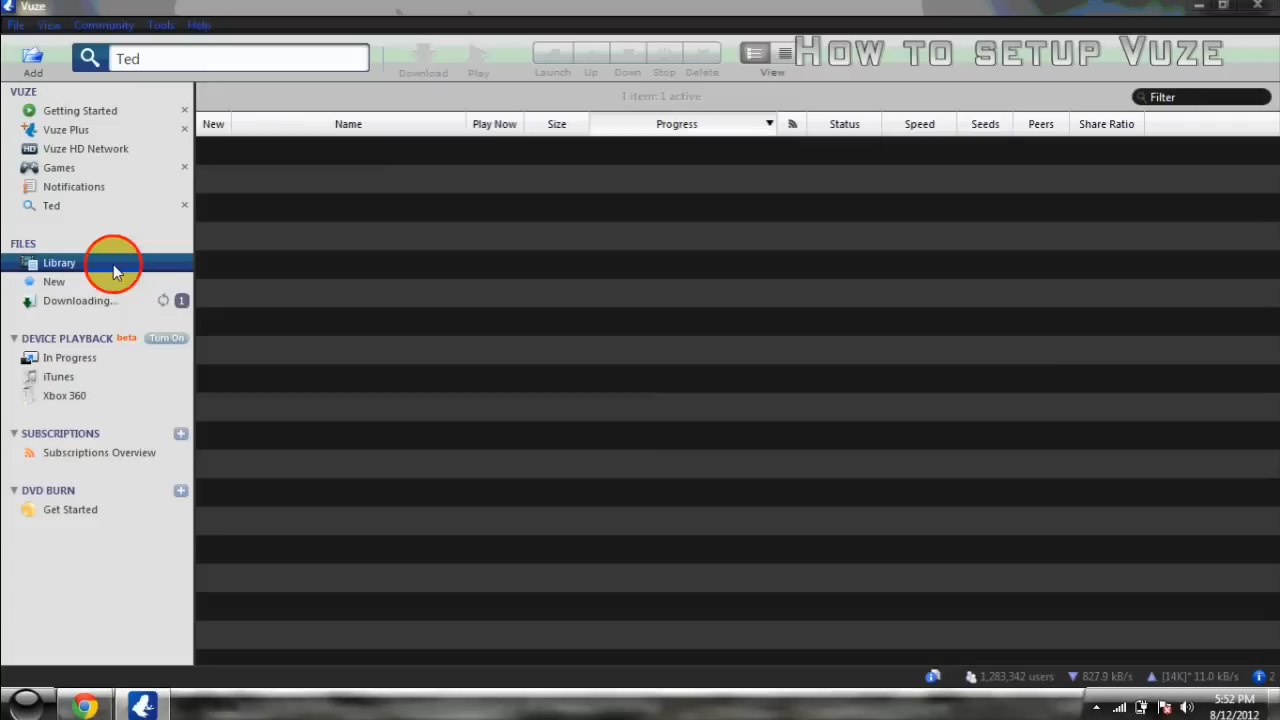 Vuze
File View Community Tools Help
Add
Ted
Download Play
Launch Up Down Stop Delete
View
How to setup Vuze
VUZE
1 item: 1 active
Filter
Getting Started
New Name Play Now Size Progress Status Speed Seeds Peers Share Ratio
Vuze Plus
HD Vuze HD Network
Games
Notifications
Ted
FILES
Library
New
Downloading... 1
DEVICE PLAYBACK beta Turn On
In Progress
iTunes
Xbox 360
SUBSCRIPTIONS
Subscriptions Overview
DVD BURN
Get Started
1,283,342 users 827.9 kB/s [14K]* 11.0 kB/s 2
5:52 PM
8/12/2012